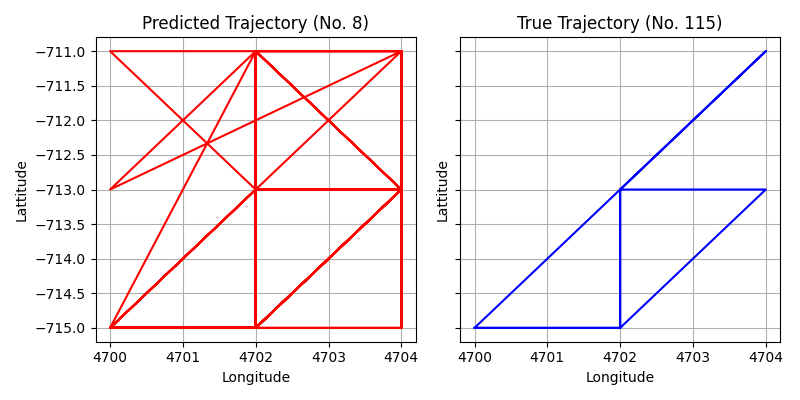 Predicted Trajectory (No. 8)
Lattitude
−711.0
−711.5
−712.0
−712.5
−713.0
−713.5
−714.0
−714.5
−715.0
4700 4701 4702 4703 4704
Longitude
True Trajectory (No. 115)
Lattitude
4700 4701 4702 4703 4704
Longitude